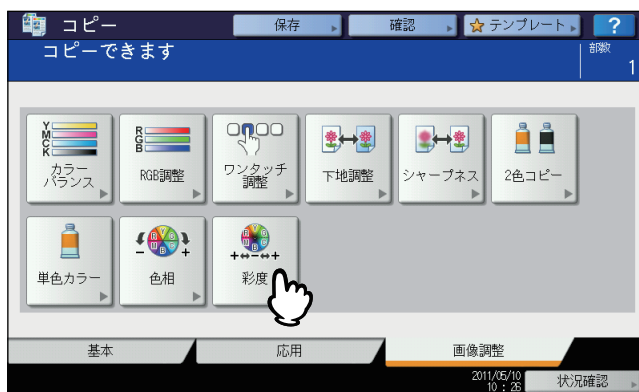 コピー
保存
確認
テンプレート
?
コピーできます
部数
1
Y
M
C
K
カラー
バランス
R
G
B
RGB調整
ワンタッチ
調整
下地調整
シャープネス
2色コピー
単色カラー
色相
彩度
基本
応用
画像調整
2011/05/10
10:26
状況確認